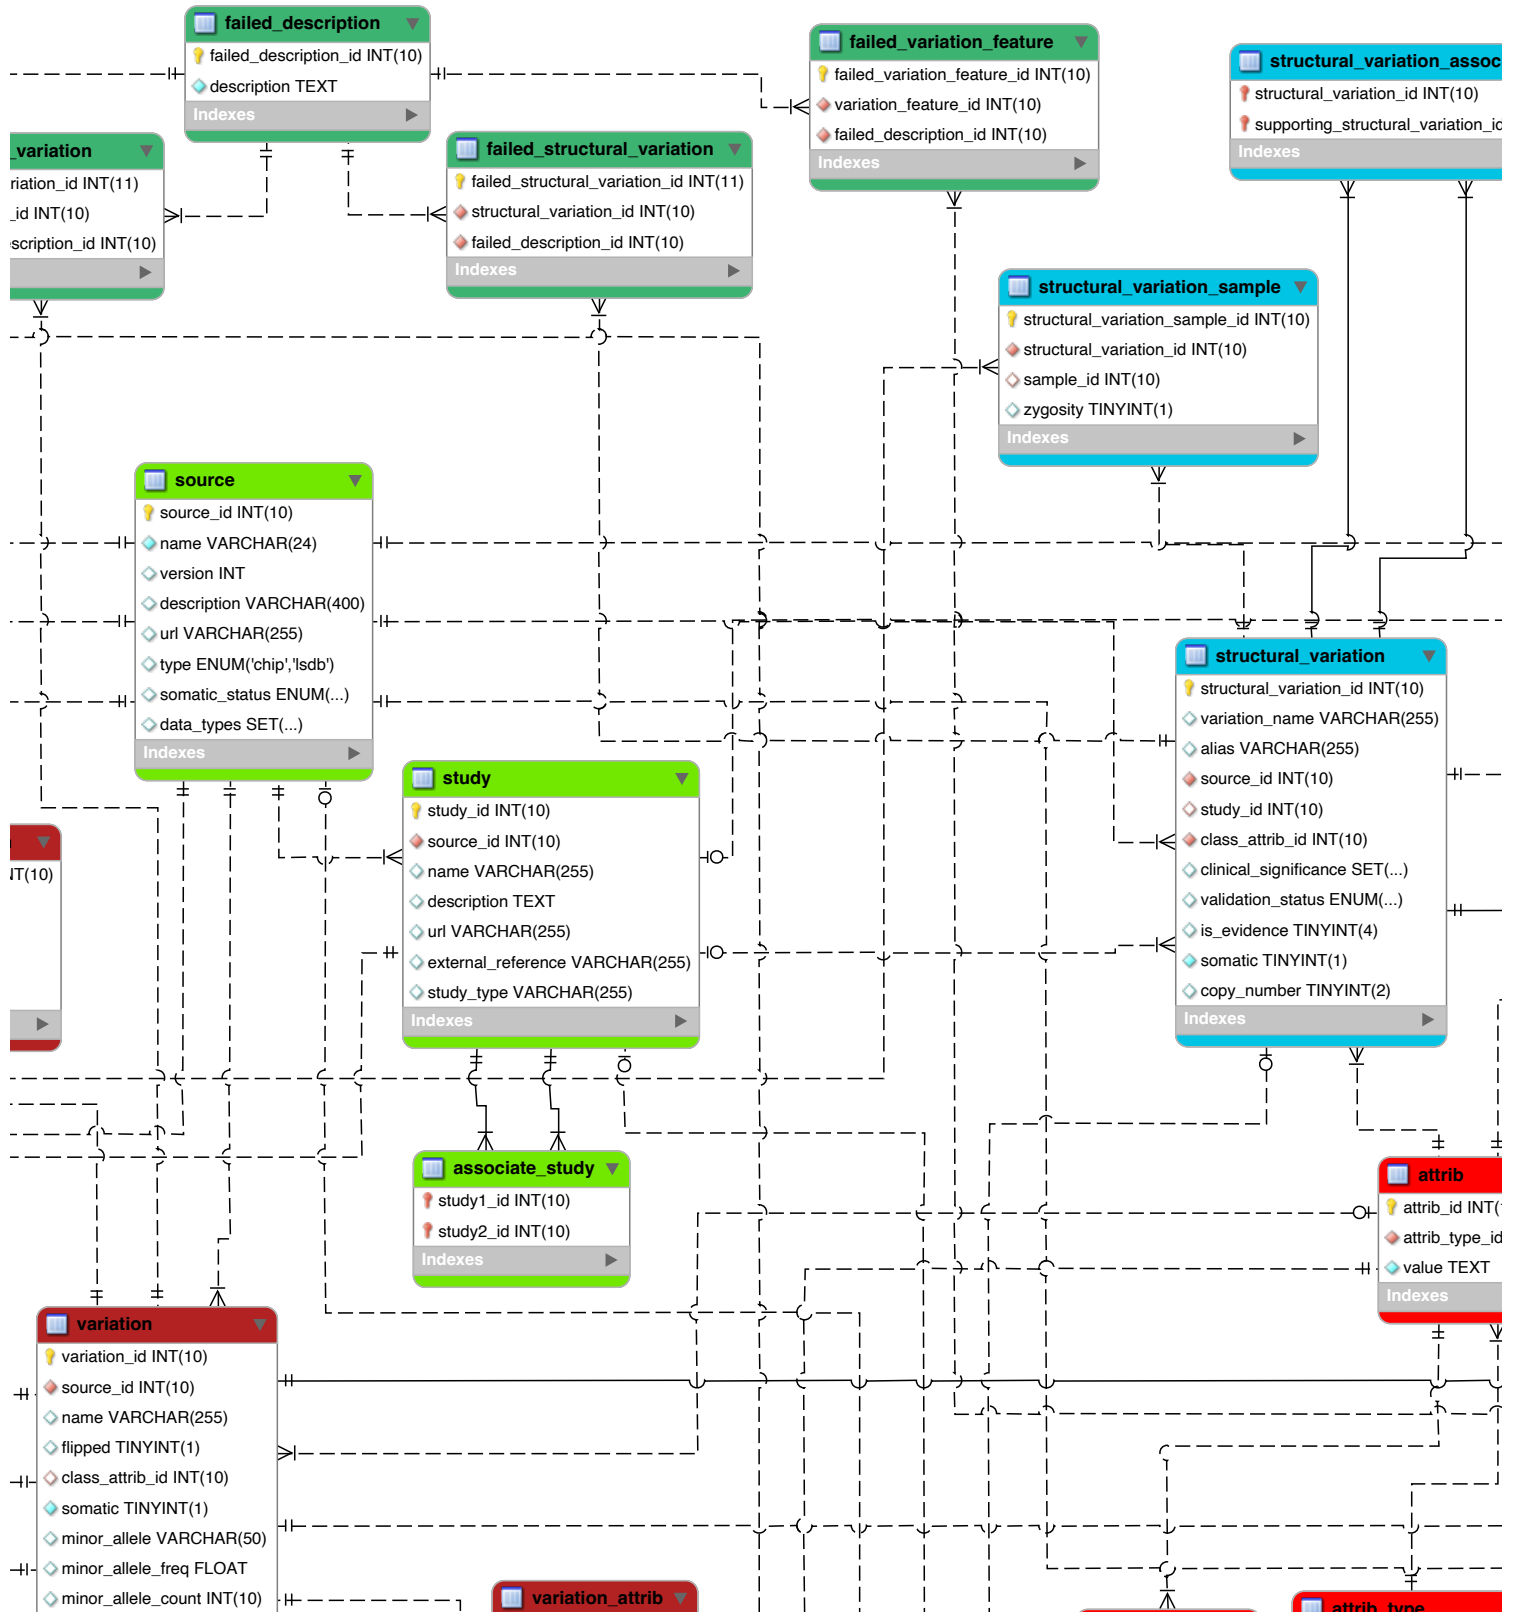 failed_description
failed_description_id INT(10)
description TEXT
Indexes
failed_variation_feature
failed_variation_feature_id INT(10)
variation_feature_id INT(10)
failed_description_id INT(10)
Indexes
structural_variation_assoc
structural_variation_id INT(10)
supporting_structural_variation_id
Indexes
_variation
riation_id INT(11)
_id INT(10)
escription_id INT(10)
failed_structural_variation
failed_structural_variation_id INT(11)
structural_variation_id INT(10)
failed_description_id INT(10)
Indexes
structural_variation_sample
structural_variation_sample_id INT(10)
structural_variation_id INT(10)
sample_id INT(10)
zygosity TINYINT(1)
Indexes
source
source_id INT(10)
name VARCHAR(24)
version INT
description VARCHAR(400)
url VARCHAR(255)
type ENUM('chip','lsdb')
somatic_status ENUM(...)
data_types SET(...)
Indexes
structural_variation
structural_variation_id INT(10)
variation_name VARCHAR(255)
alias VARCHAR(255)
source_id INT(10)
study_id INT(10)
class_attrib_id INT(10)
clinical_significance SET(...)
validation_status ENUM(...)
is_evidence TINYINT(4)
somatic TINYINT(1)
copy_number TINYINT(2)
Indexes
study
study_id INT(10)
source_id INT(10)
name VARCHAR(255)
description TEXT
url VARCHAR(255)
external_reference VARCHAR(255)
study_type VARCHAR(255)
Indexes
NT(10)
associate_study
study1_id INT(10)
study2_id INT(10)
Indexes
attrib
attrib_id INT(
attrib_type_id
value TEXT
Indexes
variation
variation_id INT(10)
source_id INT(10)
name VARCHAR(255)
flipped TINYINT(1)
class_attrib_id INT(10)
somatic TINYINT(1)
minor_allele VARCHAR(50)
minor_allele_freq FLOAT
minor_allele_count INT(10)
variation_attrib
attrib_type